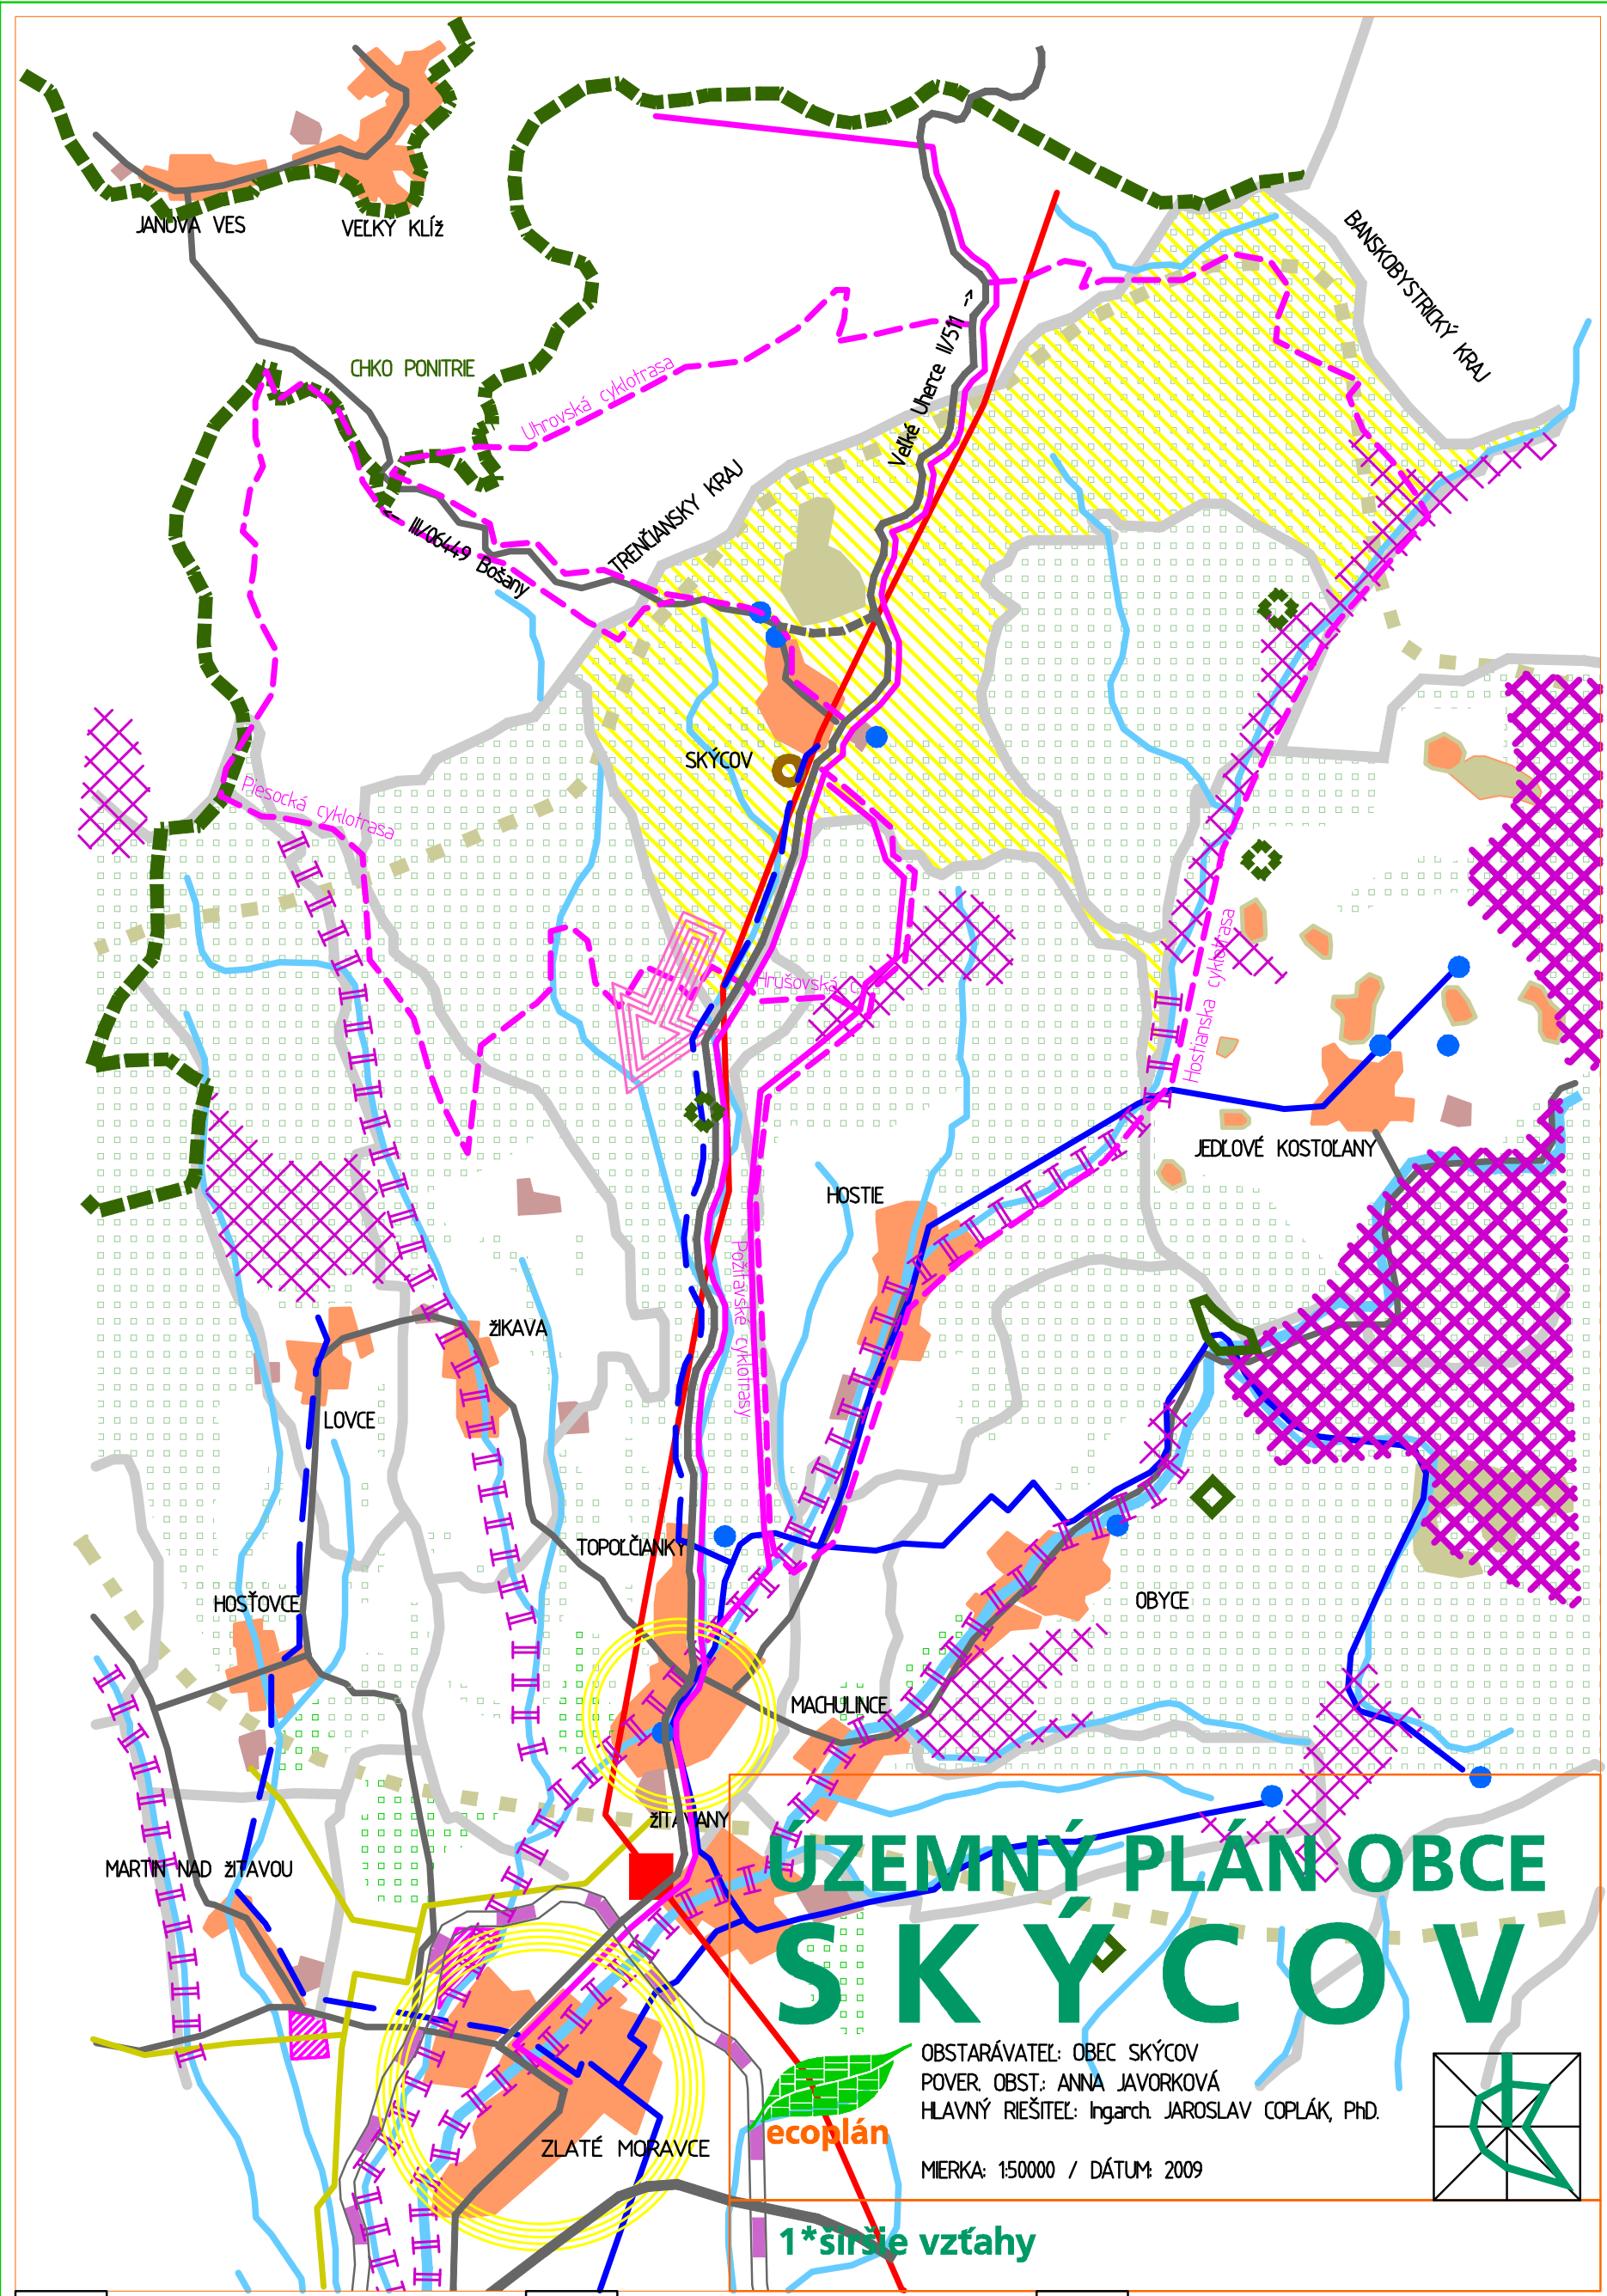 JANOVA VES
VEĽKÝ KLÍŽ
BANSKOBYSTRICKÝ KRAJ
CHKO PONITRIE
Uhrovská cyklotrasa
Veľké Uherce II/511 ->
TRENČIANSKY KRAJ
<- III/06449 Bošany
SKÝCOV
Piesocká cyklotrasa
Hrušovská c
Hostianska cyklotrasa
JEDĽOVÉ KOSTOĽANY
HOSTIE
Požitavské cyklotrasy
ŽIKAVA
LOVCE
TOPOĽČIANKY
HOSŤOVCE
OBYCE
MACHULINCE
ŽITAVANY
MARTIN NAD ŽITAVOU
ZLATÉ MORAVCE
ÚZEMNÝ PLÁN OBCE
SKÝCOV
OBSTARÁVATEĽ: OBEC SKÝCOV
POVER. OBST.: ANNA JAVORKOVÁ
HLAVNÝ RIEŠITEĽ: Ing.arch. JAROSLAV COPLÁK, PhD.
ecoplán
MIERKA: 1:50000 / DÁTUM: 2009
1*širšie vzťahy